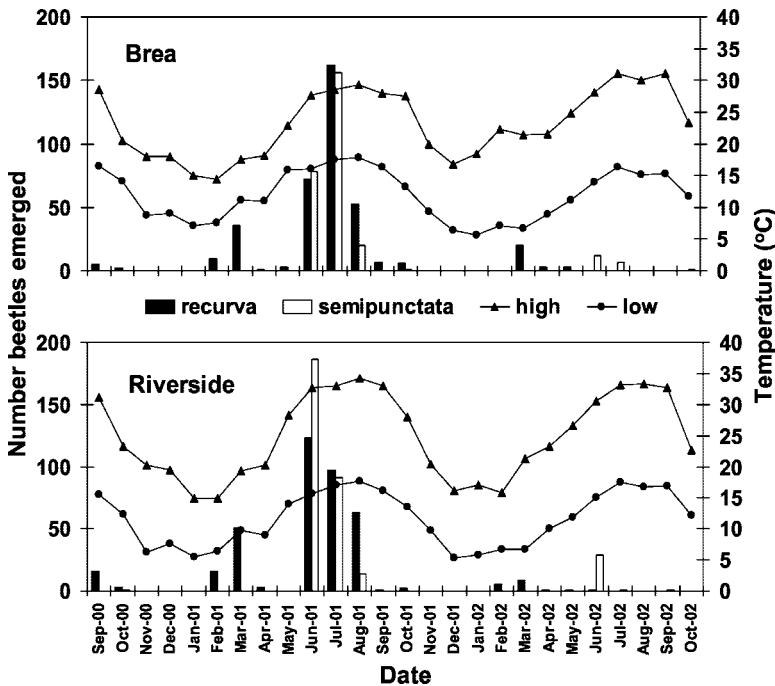 200
150
100
50
0
Brea
40
35
30
25
20
15
10
5
0
recurva semipunctata high low
200
150
100
50
0
Riverside
40
35
30
25
20
15
10
5
0
Number beetles emerged
Temperature (ºC)
Sep-00
Oct-00
Nov-00
Dec-00
Jan-01
Feb-01
Mar-01
Apr-01
May-01
Jun-01
Jul-01
Aug-01
Sep-01
Oct-01
Nov-01
Dec-01
Jan-02
Feb-02
Mar-02
Apr-02
May-02
Jun-02
Jul-02
Aug-02
Sep-02
Oct-02
Date